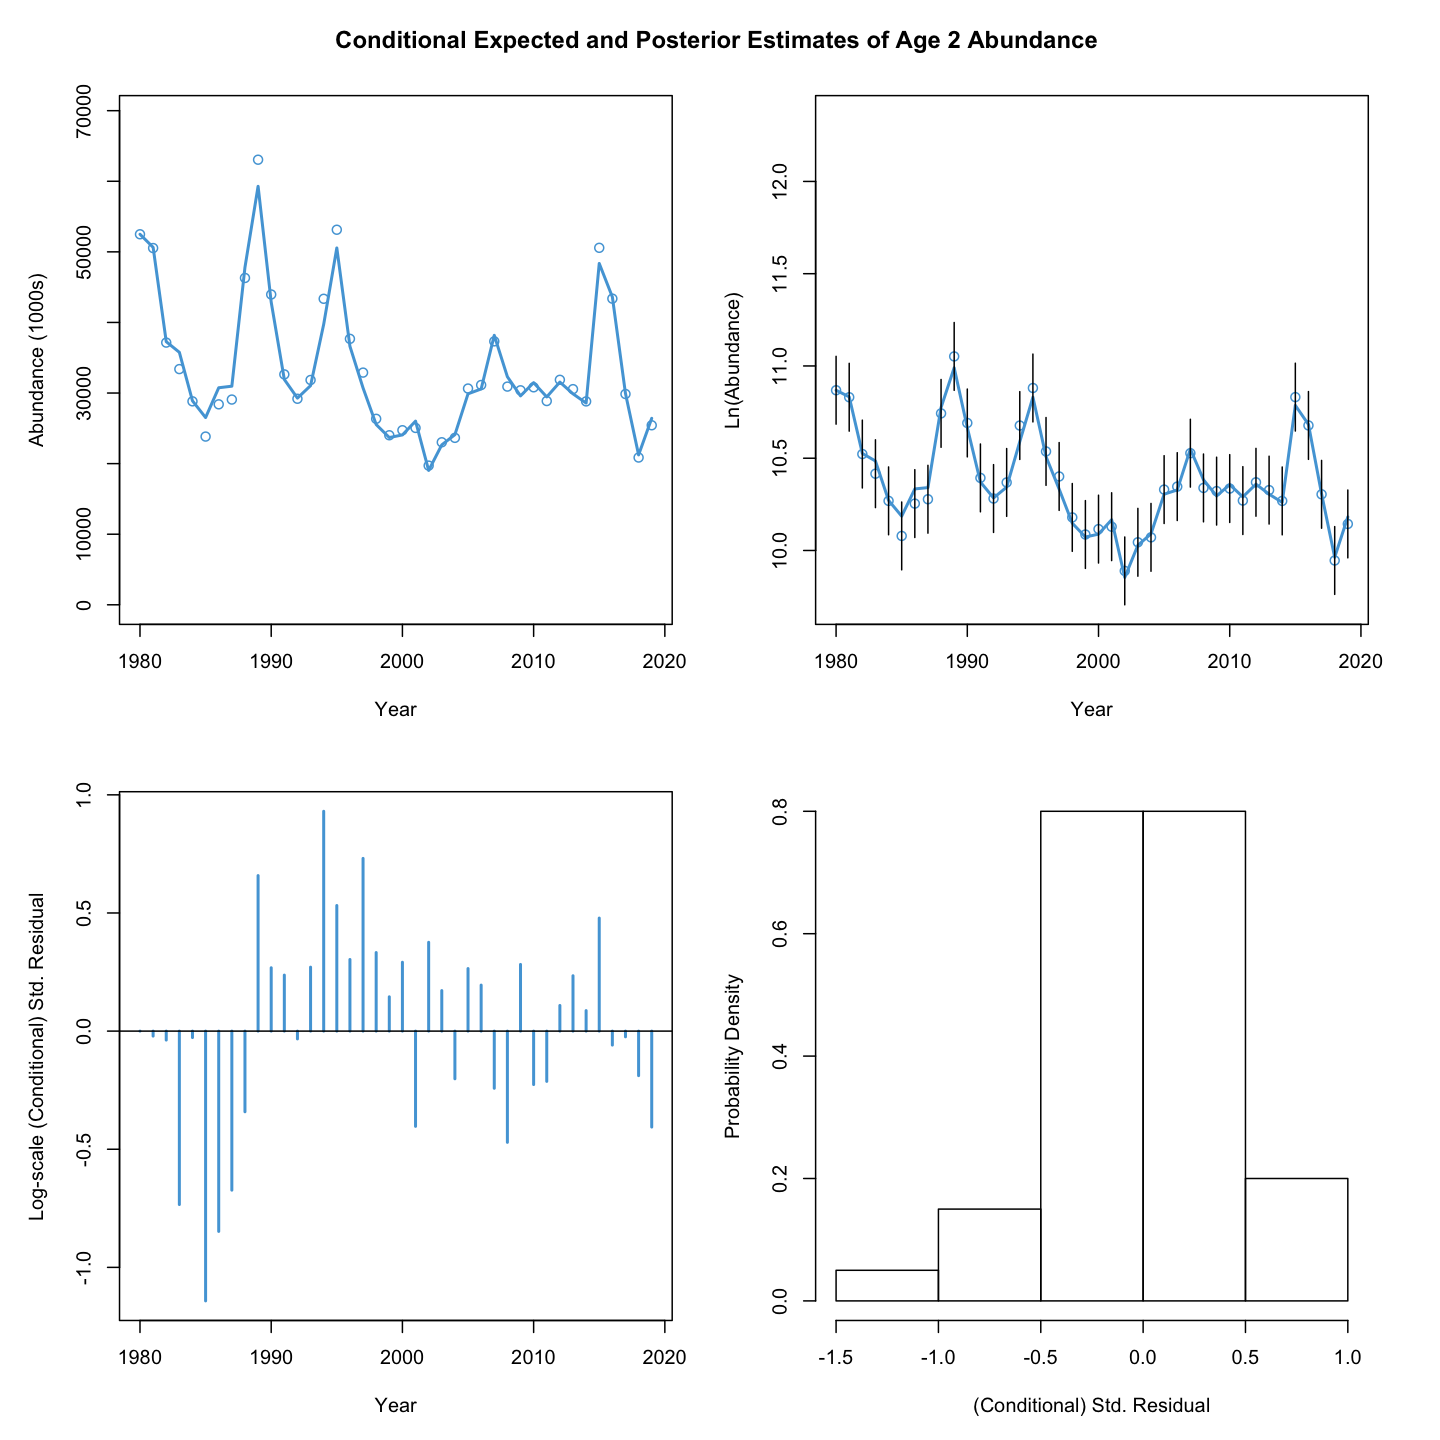 Conditional Expected and Posterior Estimates of Age 2 Abundance
Abundance (1000s)
70000
50000
30000
10000
0
1980 1990 2000 2010 2020
Year
Ln(Abundance)
12.0
11.5
11.0
10.5
10.0
1980 1990 2000 2010 2020
Year
Log-scale (Conditional) Std. Residual
1.0
0.5
0.0
-0.5
-1.0
1980 1990 2000 2010 2020
Year
Probability Density
0.8
0.6
0.4
0.2
0.0
-1.5 -1.0 -0.5 0.0 0.5 1.0
(Conditional) Std. Residual